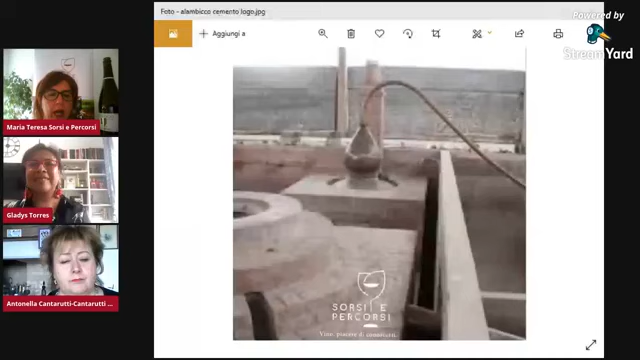 Foto - alambicco cemento logo.jpg
Aggiungi a
Powered by
StreamYard
Maria Teresa Sorsi e Percorsi
Gladys Torres
Antonella Cantarutti-Cantarutti ...
SORSI E
PERCORSI